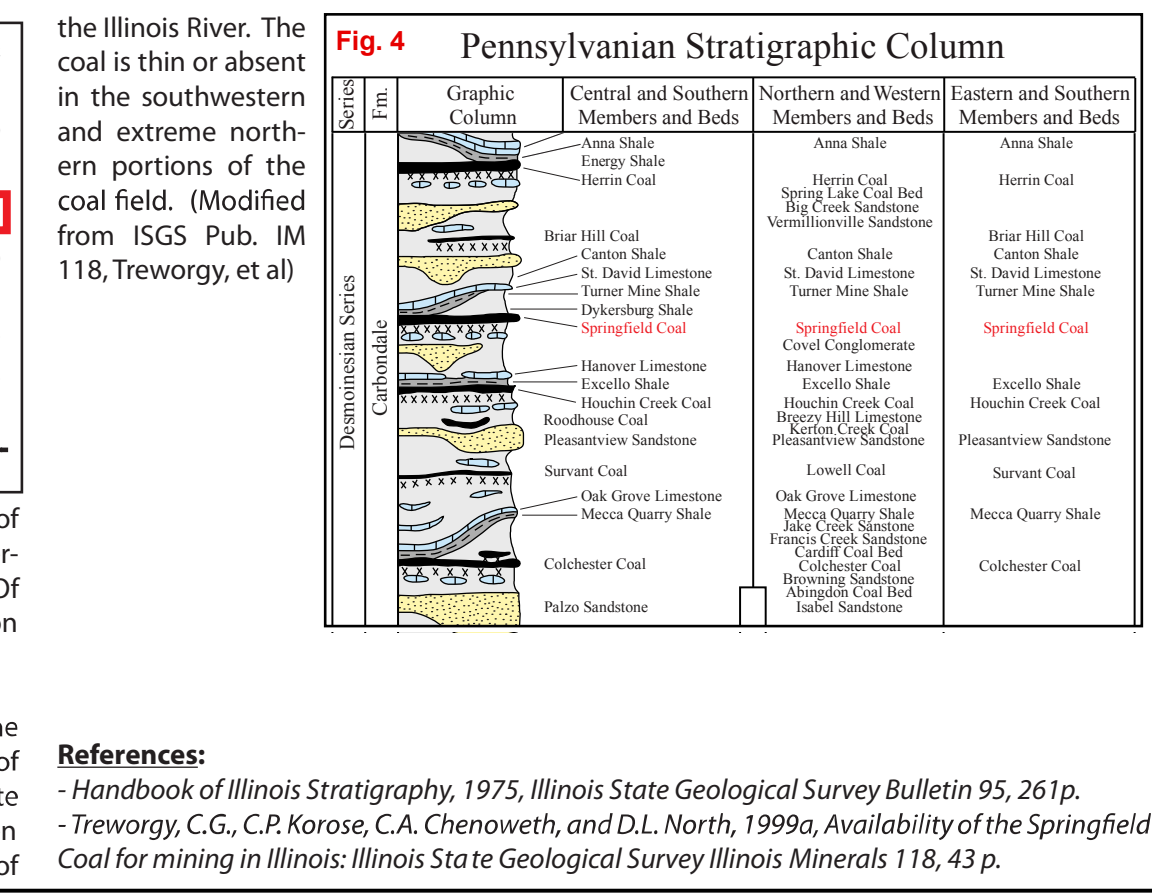 the Illinois River. The
coal is thin or absent
in the southwestern
and extreme north-
ern portions of the
coal field. (Modified
from ISGS Pub. IM
118, Treworgy, et al)
Fig. 4 Pennsylvanian Stratigraphic Column
Series
Fm.
Graphic
Column
Central and Southern
Members and Beds
Northern and Western
Members and Beds
Eastern and Southern
Members and Beds
Desmoinesian Series
Carbondale
Anna Shale
Energy Shale
Herrin Coal
Briar Hill Coal
Canton Shale
St. David Limestone
Turner Mine Shale
Dykersburg Shale
Springfield Coal
Hanover Limestone
Excello Shale
Houchin Creek Coal
Roodhouse Coal
Pleasantview Sandstone
Survant Coal
Oak Grove Limestone
Mecca Quarry Shale
Colchester Coal
Palzo Sandstone
Anna Shale
Herrin Coal
Spring Lake Coal Bed
Big Creek Sandstone
Vermillionville Sandstone
Canton Shale
St. David Limestone
Turner Mine Shale
Springfield Coal
Covel Conglomerate
Hanover Limestone
Excello Shale
Houchin Creek Coal
Breezy Hill Limestone
Kerton Creek Coal
Pleasantview Sandstone
Lowell Coal
Oak Grove Limestone
Mecca Quarry Shale
Jake Creek Sanstone
Francis Creek Sandstone
Cardiff Coal Bed
Colchester Coal
Browning Sandstone
Abingdon Coal Bed
Isabel Sandstone
Anna Shale
Herrin Coal
Briar Hill Coal
Canton Shale
St. David Limestone
Turner Mine Shale
Springfield Coal
Excello Shale
Houchin Creek Coal
Pleasantview Sandstone
Survant Coal
Mecca Quarry Shale
Colchester Coal
of
Of
of
of
References:
- Handbook of Illinois Stratigraphy, 1975, Illinois State Geological Survey Bulletin 95, 261p.
- Treworgy, C.G., C.P. Korose, C.A. Chenoweth, and D.L. North, 1999a, Availability of the Springfield
Coal for mining in Illinois: Illinois State Geological Survey Illinois Minerals 118, 43 p.